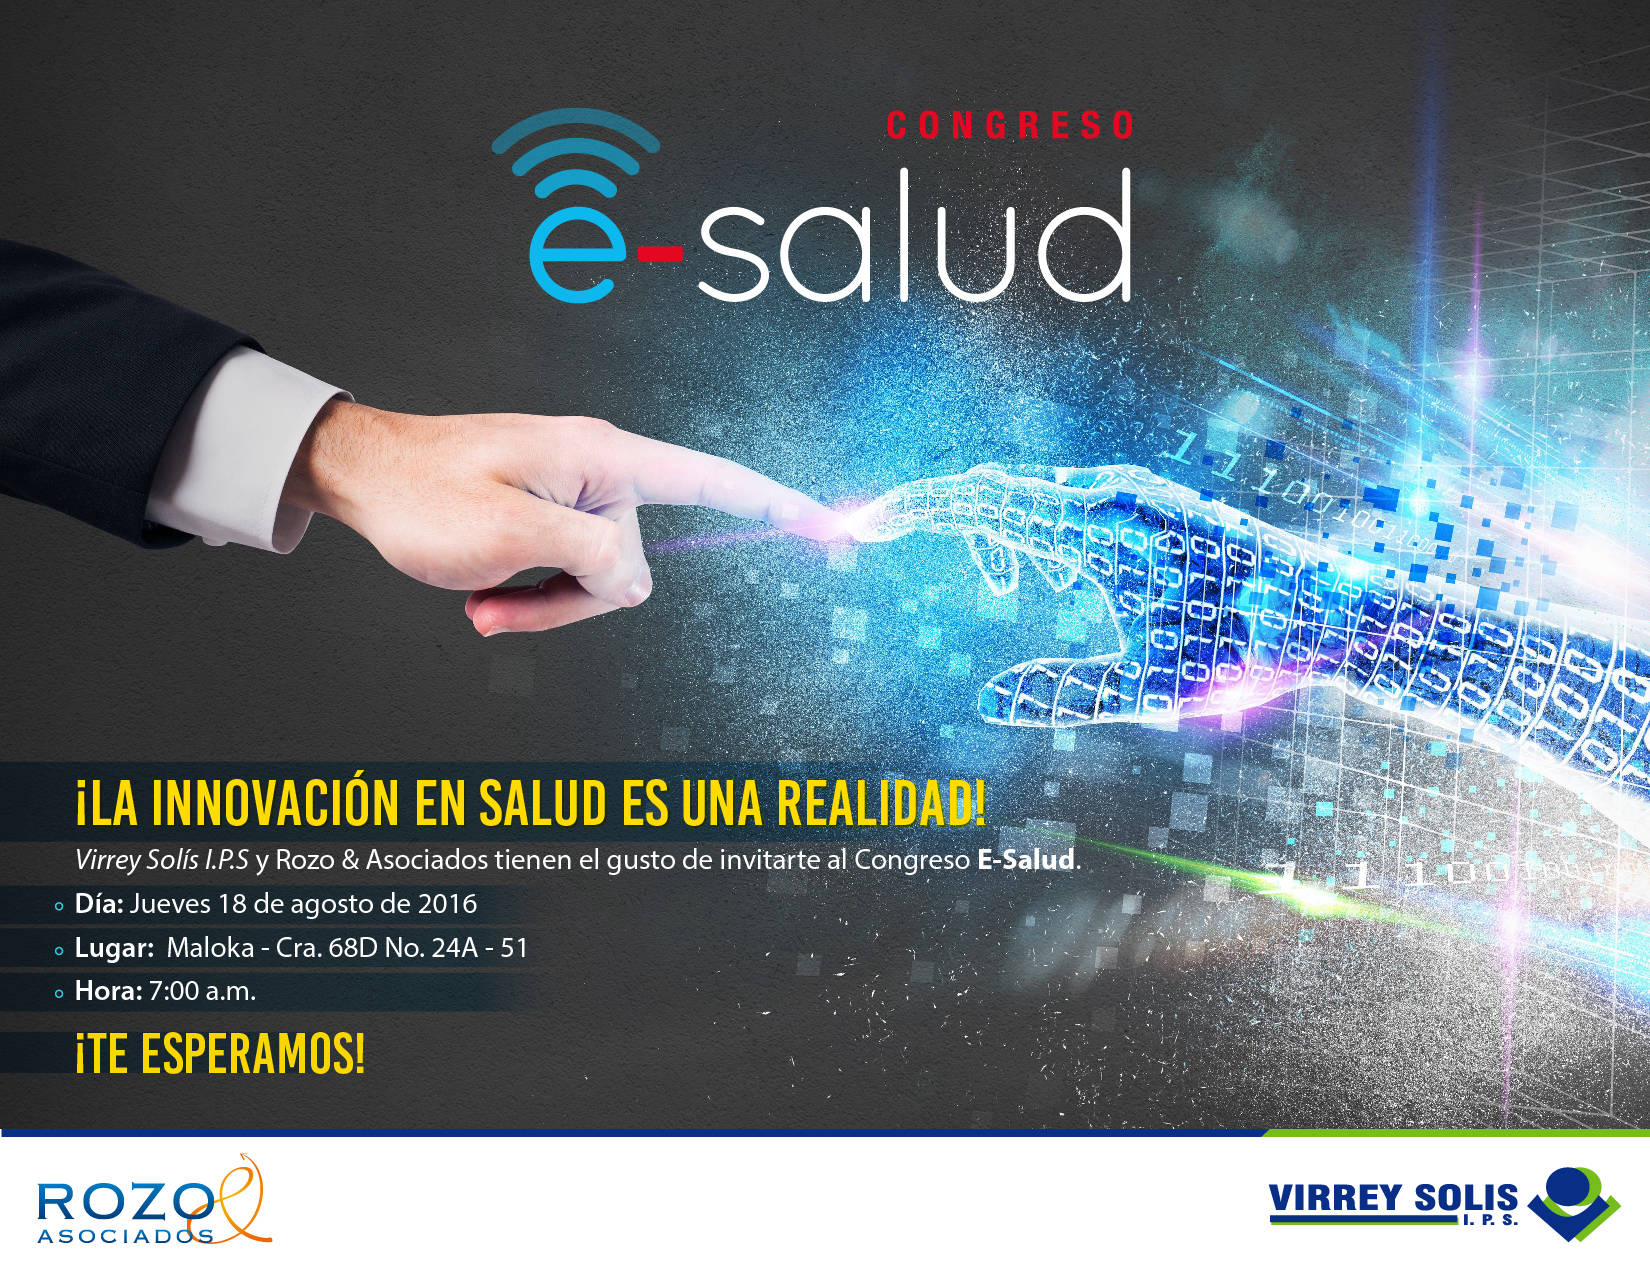 CONGRESO
e-salud
¡LA INNOVACIÓN EN SALUD ES UNA REALIDAD!
Virrey Solís I.P.S y Rozo & Asociados tienen el gusto de invitarte al Congreso E-Salud.
Día: Jueves 18 de agosto de 2016
Lugar: Maloka - Cra. 68D No. 24A - 51
Hora: 7:00 a.m.
¡TE ESPERAMOS!
ROZO &
ASOCIADOS
VIRREY SOLIS
I. P. S.